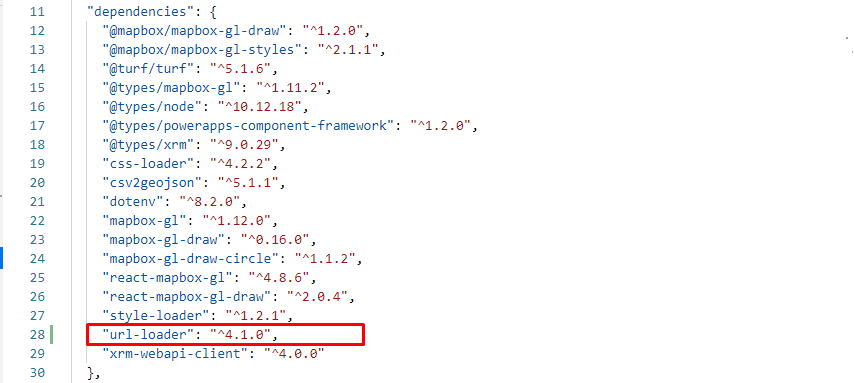 11 "dependencies": {
12 "@mapbox/mapbox-gl-draw": "^1.2.0",
13 "@mapbox/mapbox-gl-styles": "^2.1.1",
14 "@turf/turf": "^5.1.6",
15 "@types/mapbox-gl": "^1.11.2",
16 "@types/node": "^10.12.18",
17 "@types/powerapps-component-framework": "^1.2.0",
18 "@types/xrm": "^9.0.29",
19 "css-loader": "^4.2.2",
20 "csv2geojson": "^5.1.1",
21 "dotenv": "^8.2.0",
22 "mapbox-gl": "^1.12.0",
23 "mapbox-gl-draw": "^0.16.0",
24 "mapbox-gl-draw-circle": "^1.1.2",
25 "react-mapbox-gl": "^4.8.6",
26 "react-mapbox-gl-draw": "^2.0.4",
27 "style-loader": "^1.2.1",
28 "url-loader": "^4.1.0",
29 "xrm-webapi-client": "^4.0.0"
30 },